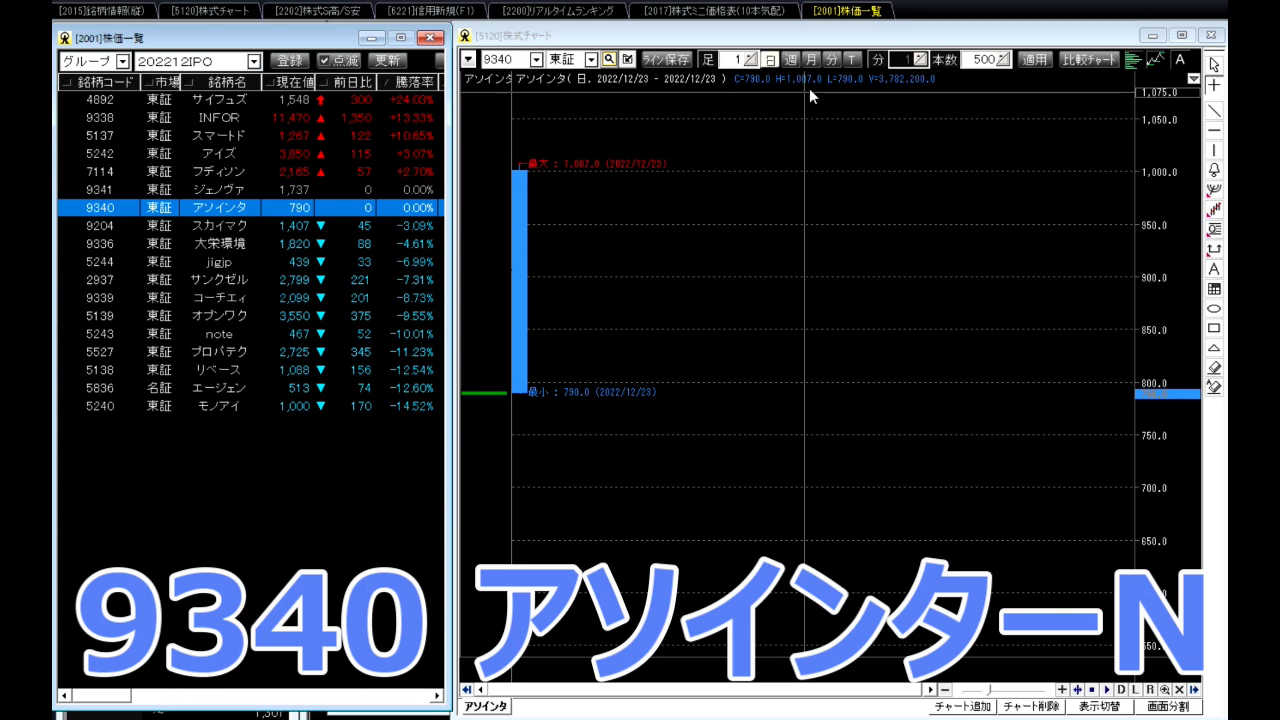 [2015]銘柄情報(縦) [5120]株式チャート [2202]株式S高/S安 [6221]信用新規(F1) [2200]リアルタイムランキング [2017]株式ミニ価格表(10本気配) [2001]株価一覧
[2001]株価一覧
グループ 202212IPO 登録 点滅 更新
銘柄コード 市場 銘柄名 現在値 前日比 騰落率
4892 東証 サイフュズ 1,548 300 +24.03%
9338 東証 INFOR 11,470 ▲ 1,350 +13.33%
5137 東証 スマートド 1,267 ▲ 122 +10.65%
5242 東証 アイズ 3,850 ▲ 115 +3.07%
7114 東証 フディソン 2,165 ▲ 57 +2.70%
9341 東証 ジェノヴァ 1,737 0 0.00%
9340 東証 アソインタ 790 0 0.00%
9204 東証 スカイマク 1,407 ▼ 45 -3.09%
9336 東証 大栄環境 1,820 ▼ 88 -4.61%
5244 東証 jigjp 439 ▼ 33 -6.99%
2937 東証 サンクゼル 2,799 ▼ 221 -7.31%
9339 東証 コーチエィ 2,099 ▼ 201 -8.73%
5139 東証 オプンワク 3,550 ▼ 375 -9.55%
5243 東証 note 467 ▼ 52 -10.01%
5527 東証 プロパテク 2,725 ▼ 345 -11.23%
5138 東証 リベース 1,088 ▼ 156 -12.54%
5836 名証 エージェン 513 ▼ 74 -12.60%
5240 東証 モノアイ 1,000 ▼ 170 -14.52%
[5120]株式チャート
9340 東証 ライン保存 足 1 日 週 月 分 T 分 1 本数 500 適用 比較チャート A
アソインタ アソインタ( 日, 2022/12/23 - 2022/12/23 ) C=790.0 H=1,007.0 L=790.0 V=3,782,200.0
1,075.0
1,050.0
最大 : 1,007.0 (2022/12/23)
1,000.0
950.0
900.0
850.0
800.0
最小 : 790.0 (2022/12/23)
750.0
700.0
650.0
9340 アソインターN
D L R
アソインタ チャート追加 チャート削除 表示切替 画面分割